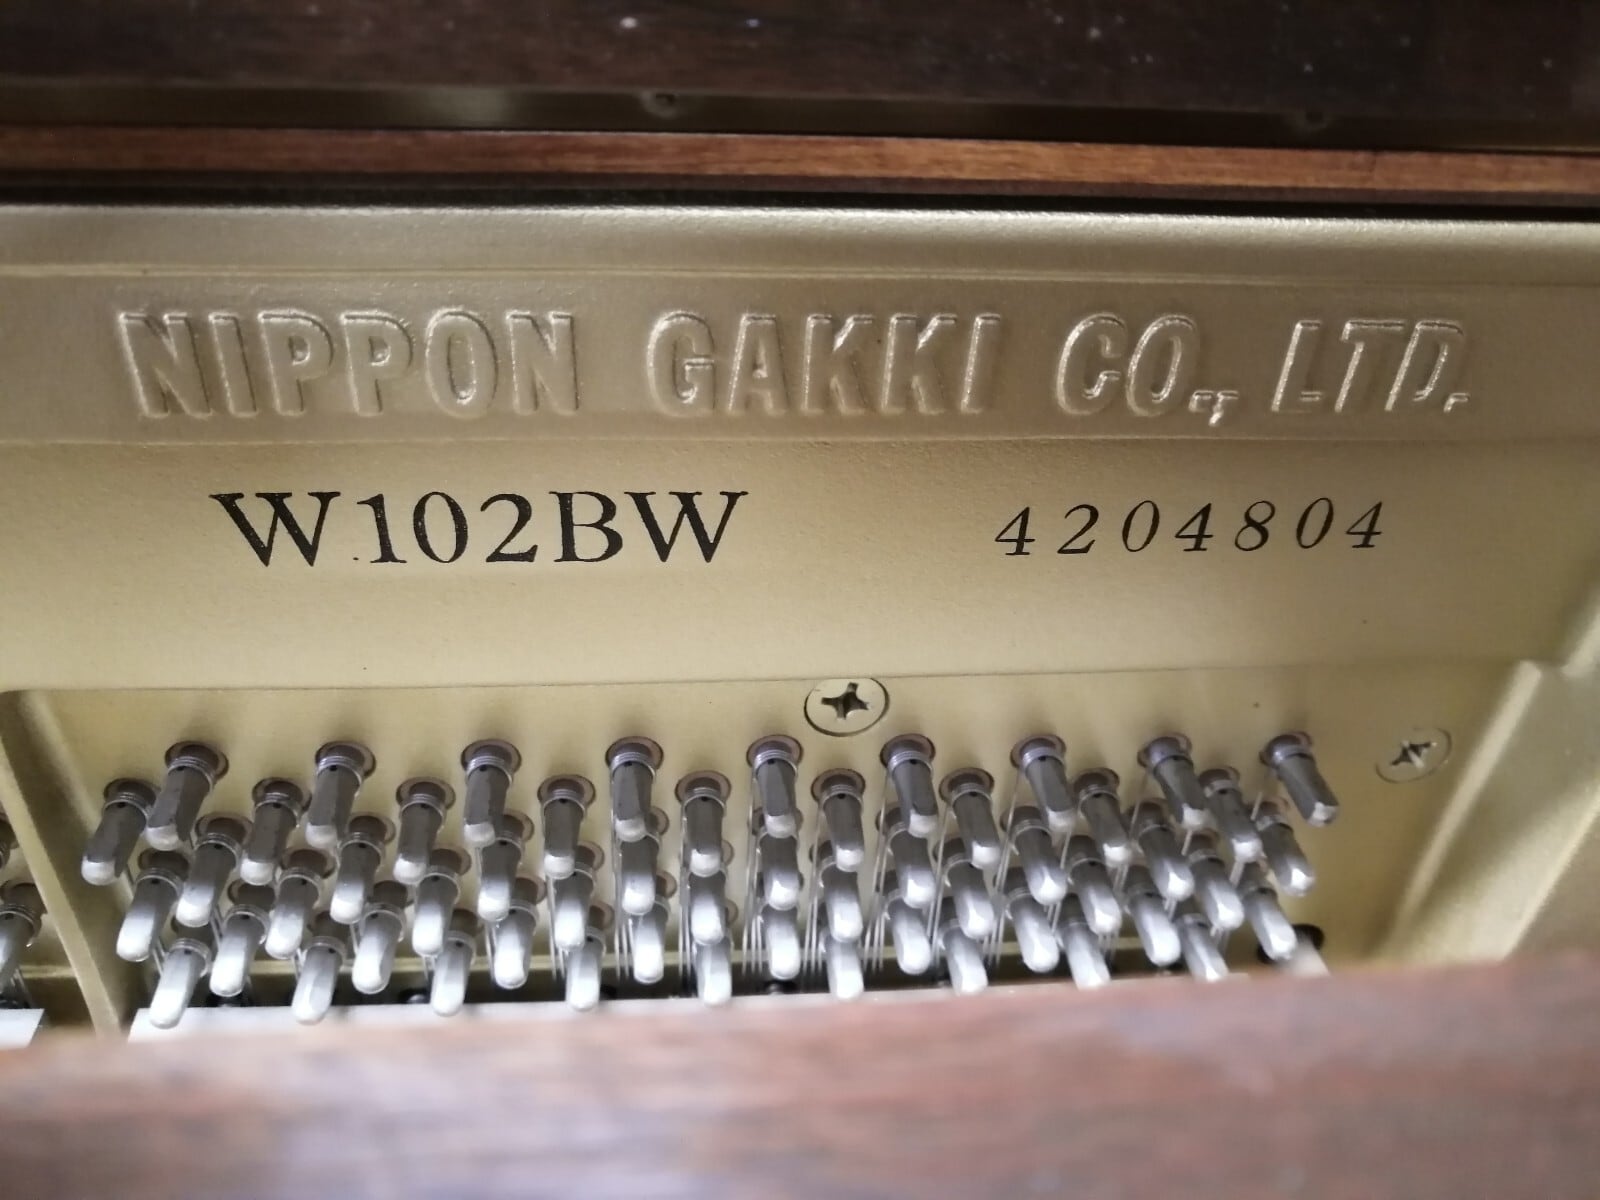 NIPPON GAKKI CO., LTD.
W102BW 4204804